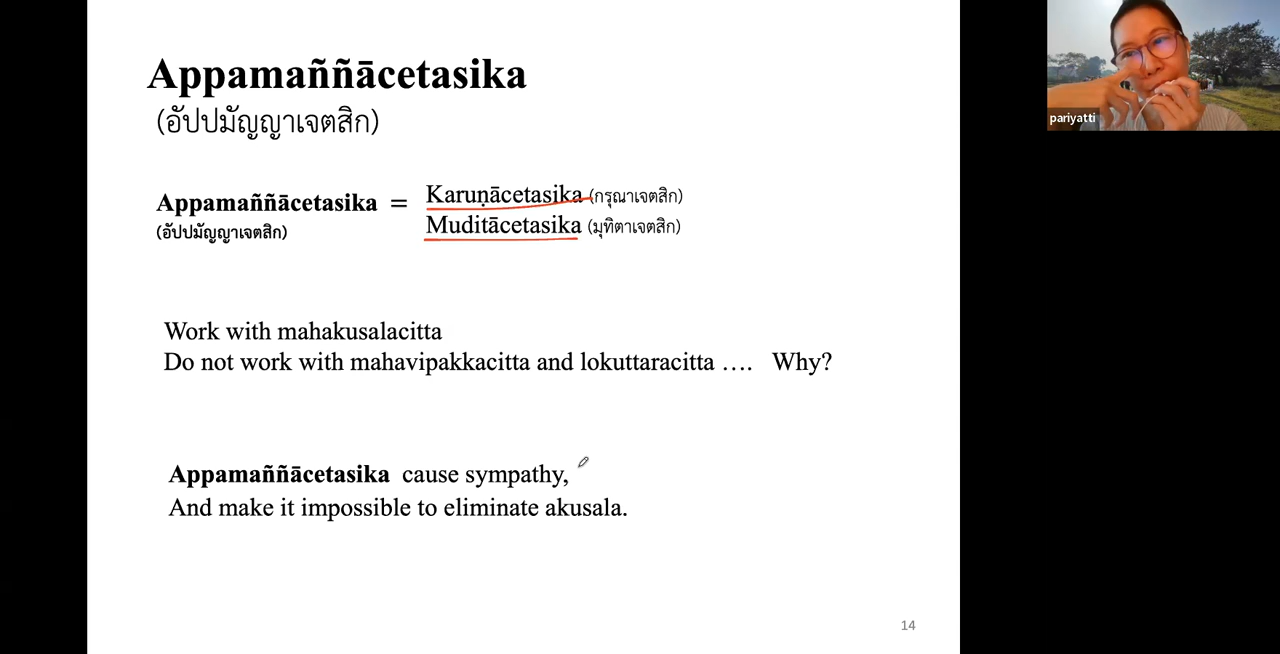 Appamaññācetasika
(อัปปมัญญาเจตสิก)
Appamaññācetasika = Karuṇācetasika (กรุณาเจตสิก)
(อัปปมัญญาเจตสิก) Muditācetasika (มุทิตาเจตสิก)
Work with mahakusalacitta
Do not work with mahavipakkacitta and lokuttaracitta …. Why?
Appamaññācetasika cause sympathy,
And make it impossible to eliminate akusala.
14
pariyatti